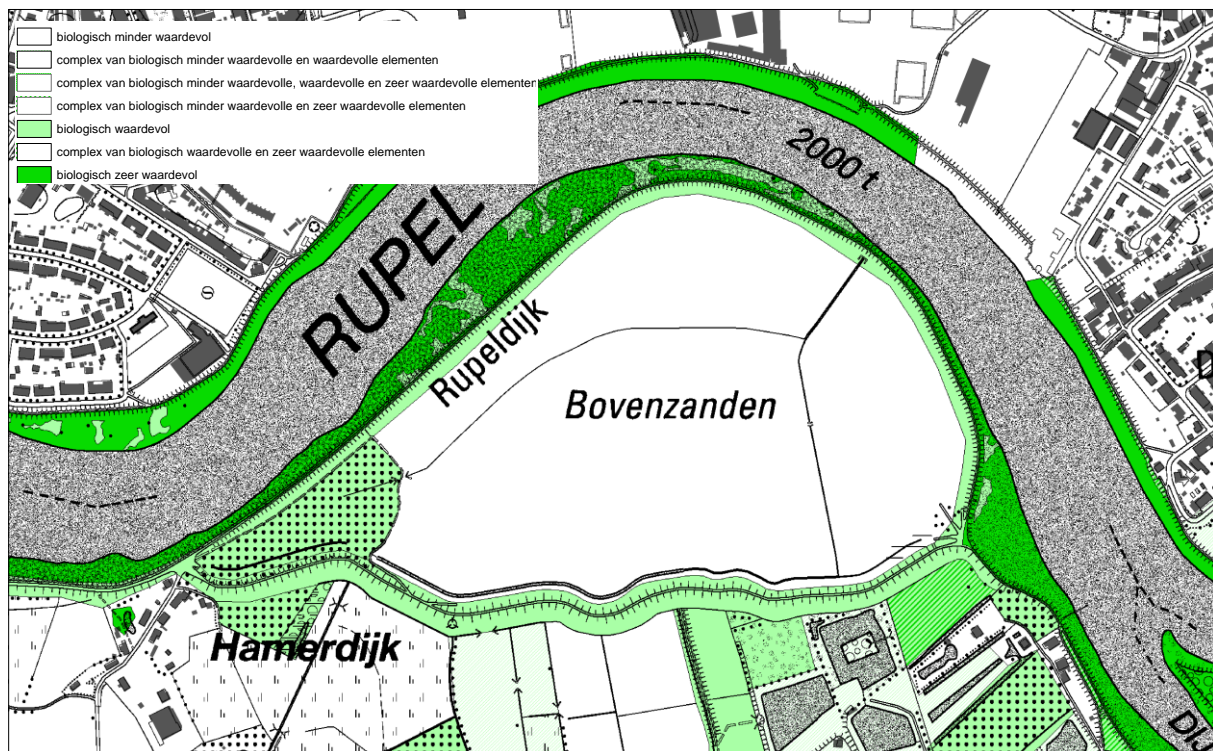 biologisch minder waardevol
complex van biologisch minder waardevolle en waardevolle elementen
complex van biologisch minder waardevolle, waardevolle en zeer waardevolle elementen
complex van biologisch minder waardevolle en zeer waardevolle elementen
biologisch waardevol
complex van biologisch waardevolle en zeer waardevolle elementen
biologisch zeer waardevol
2000 t
RUPEL
Rupeldijk
Bovenzanden
Hamerdijk